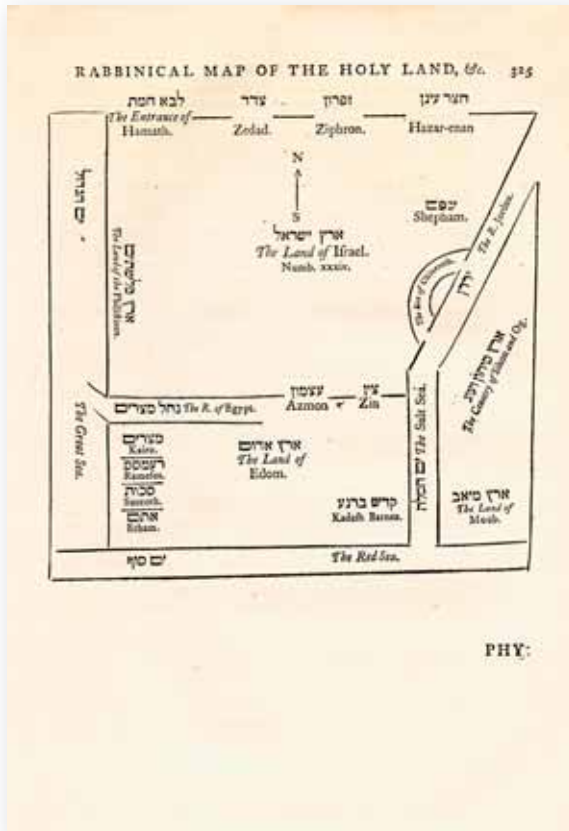 RABBINICAL MAP OF THE HOLY LAND, &c. 325
לבא חמת
The Entrance of
Hamath.
צדד
Zedad.
זפרון
Ziphron.
חצר עינן
Hazar-enan
ים הגדול
N
S
שפם
Shepham.
The R. Jordan.
ירדן
ארץ ישראל
The Land of Israel.
Numb. xxxiv.
ארץ פלשתים
The Land of the Philistines.
The Sea of Chinnereth.
ארץ סיחון ועוג
The Country of Sihon and Og.
נחל מצרים The R. of Egypt.
עצמון
Azmon
צין
Zin
The Great Sea.
מצרים
Kairo.
רעמסס
Rameses.
סכות
Succoth.
אתם
Etham.
ארץ אדום
The Land of
Edom.
קדש ברנע
Kadesh Barnea.
ים המלח The Salt Sea.
ארץ מואב
The Land of
Moab.
ים סוף
The Red Sea.
PHY: